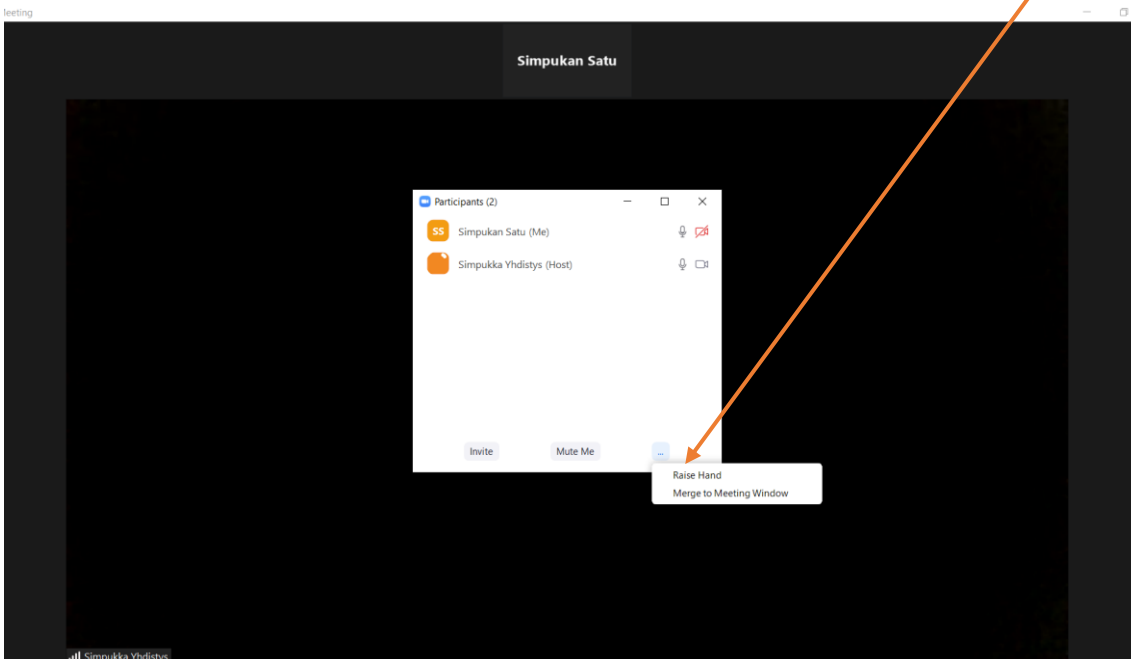 Meeting
Simpukan Satu
Participants (2)
SS Simpukan Satu (Me)
Simpukka Yhdistys (Host)
Invite Mute Me ...
Raise Hand
Merge to Meeting Window
Simpukka Yhdistys